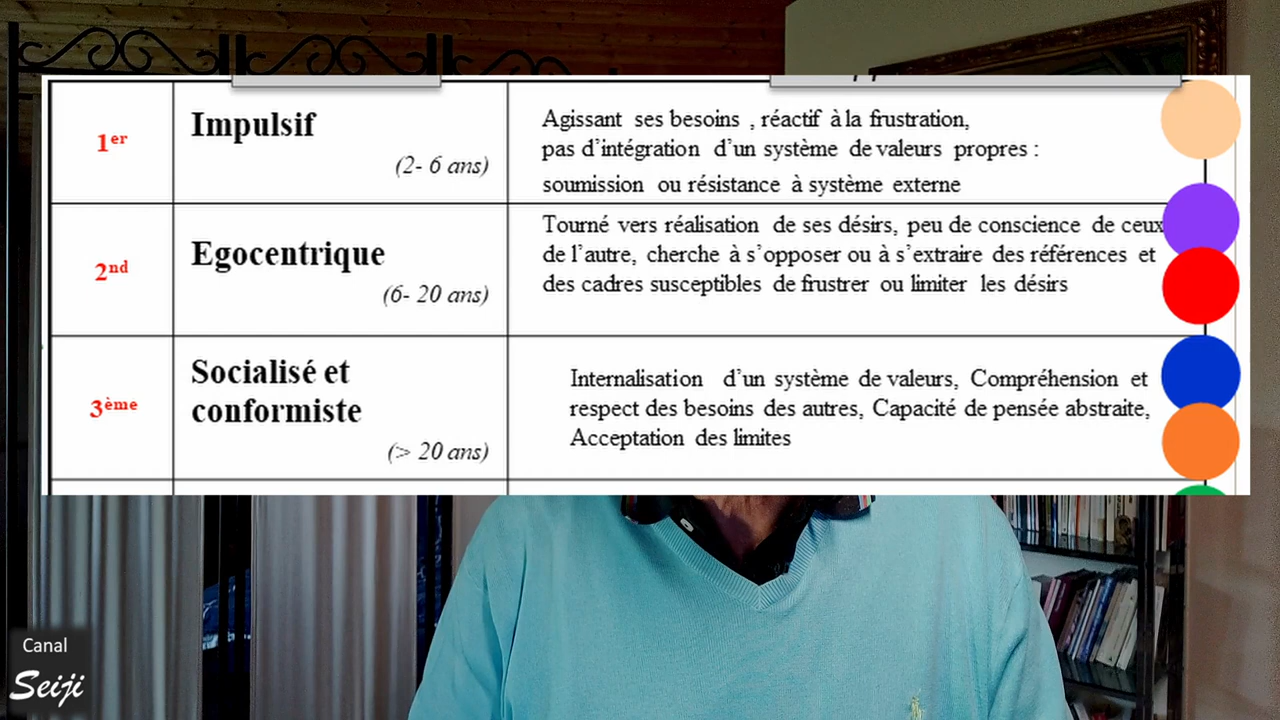 1er
Impulsif
(2- 6 ans)
Agissant ses besoins , réactif à la frustration,
pas d'intégration d'un système de valeurs propres :
soumission ou résistance à système externe
2nd
Egocentrique
(6- 20 ans)
Tourné vers réalisation de ses désirs, peu de conscience de ceux
de l'autre, cherche à s'opposer ou à s'extraire des références et
des cadres susceptibles de frustrer ou limiter les désirs
3ème
Socialisé et
conformiste
(> 20 ans)
Internalisation d'un système de valeurs, Compréhension et
respect des besoins des autres, Capacité de pensée abstraite,
Acceptation des limites
Canal
Seiji